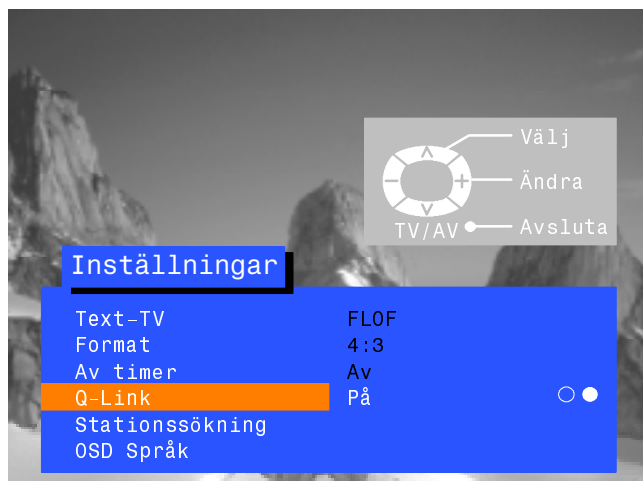 Välj
Ändra
TV/AV Avsluta
Inställningar
Text-TV FLOF
Format 4:3
Av timer Av
Q-Link På
Stationssökning
OSD Språk